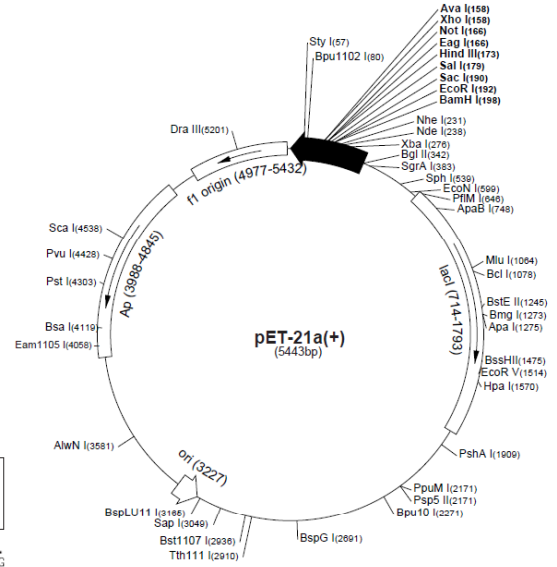 Ava I(158)
Xho I(158)
Not I(166)
Eag I(166)
Hind III(173)
Sal I(179)
Sac I(190)
EcoR I(192)
BamH I(198)
Sty I(57)
Bpu1102 I(80)
Nhe I(231)
Nde I(238)
Xba I(276)
Bgl II(342)
SgrA I(383)
Sph I(539)
EcoN I(599)
PflM I(646)
ApaB I(748)
Dra III(5201)
f1 origin (4977-5432)
Sca I(4538)
Pvu I(4428)
Pst I(4303)
Bsa I(4119)
Eam1105 I(4058)
Ap (3988-4845)
lacI (714-1793)
Mlu I(1064)
Bcl I(1078)
BstE II(1245)
Bmg I(1273)
Apa I(1275)
BssHII(1475)
EcoR V(1514)
Hpa I(1570)
pET-21a(+)
(5443bp)
PshA I(1909)
AlwN I(3581)
ori (3227)
PpuM I(2171)
Psp5 II(2171)
Bpu10 I(2271)
BspLU11 I(3165)
Sap I(3049)
Bst1107 I(2936)
Tth111 I(2910)
BspG I(2691)